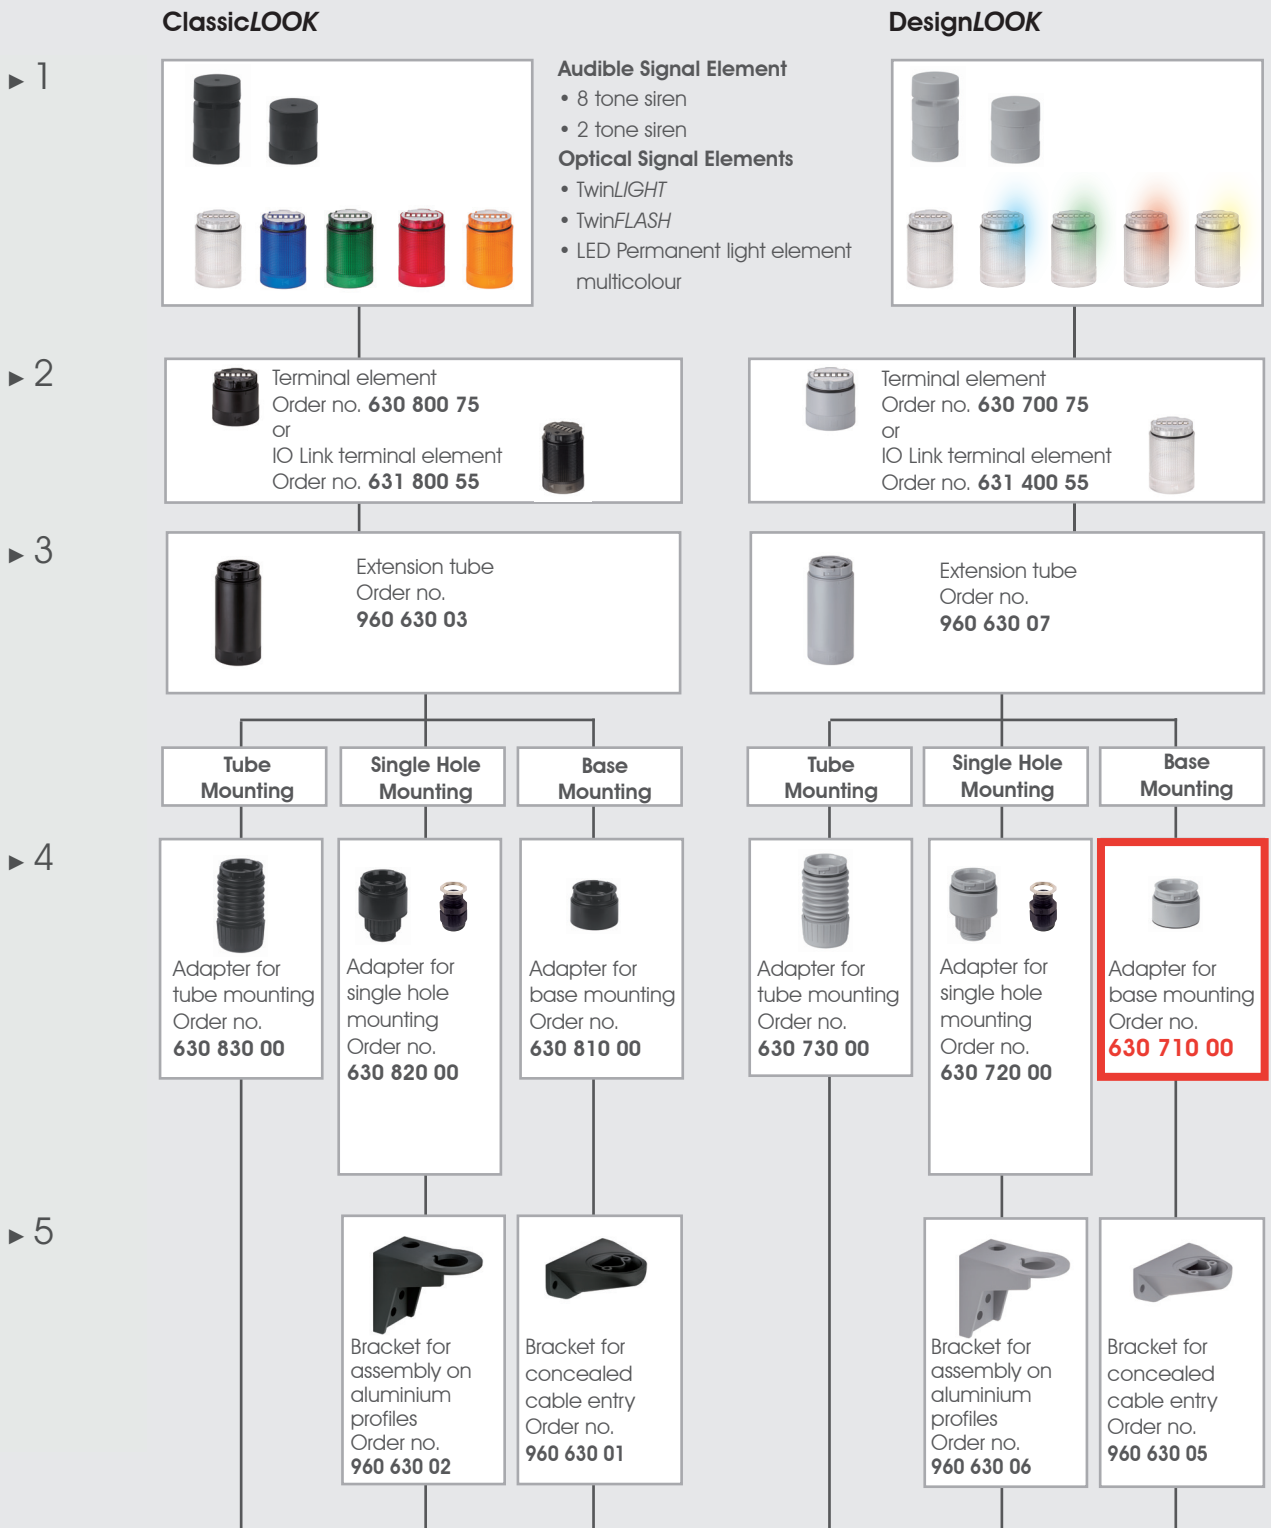 ClassicLOOK
DesignLOOK
▸ 1
Audible Signal Element
• 8 tone siren
• 2 tone siren
Optical Signal Elements
• TwinLIGHT
• TwinFLASH
• LED Permanent light element
multicolour
▸ 2
Terminal element
Order no. 630 800 75
or
IO Link terminal element
Order no. 631 800 55
Terminal element
Order no. 630 700 75
or
IO Link terminal element
Order no. 631 400 55
▸ 3
Extension tube
Order no.
960 630 03
Extension tube
Order no.
960 630 07
Tube
Mounting
Single Hole
Mounting
Base
Mounting
Tube
Mounting
Single Hole
Mounting
Base
Mounting
▸ 4
Adapter for
tube mounting
Order no.
630 830 00
Adapter for
single hole
mounting
Order no.
630 820 00
Adapter for
base mounting
Order no.
630 810 00
Adapter for
tube mounting
Order no.
630 730 00
Adapter for
single hole
mounting
Order no.
630 720 00
Adapter for
base mounting
Order no.
630 710 00
▸ 5
Bracket for
assembly on
aluminium
profiles
Order no.
960 630 02
Bracket for
concealed
cable entry
Order no.
960 630 01
Bracket for
assembly on
aluminium
profiles
Order no.
960 630 06
Bracket for
concealed
cable entry
Order no.
960 630 05